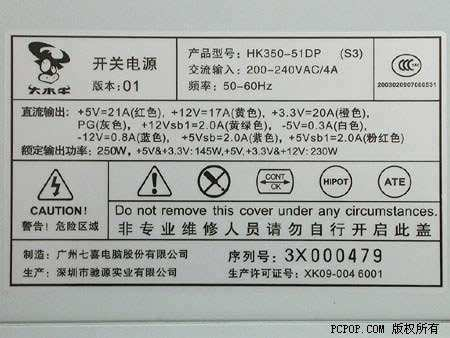 大水牛
开关电源
版本: 01
产品型号: HK350-51DP (S3)
交流输入: 200-240VAC/4A
频率: 50-60Hz
CCC
2003020907000531
直流输出: +5V=21A(红色), +12V=17A(黄色), +3.3V=20A(橙色),
PG(灰色), +12Vsb1=2.0A(黄绿色), -5V=0.3A(白色),
-12V=0.8A(蓝色), +5Vsb=2.0A(紫色), +5Vsb1=2.0A(粉红色)
额定输出功率: 250W, +5V&+3.3V:145W,+5V,+3.3V&+12V:230W
CONT
OK
HIPOT
ATE
CAUTION!
警告! 危险区域
Do not remove this cover under any circumstances.
非专业维修人员请勿自行开启此盖
制造: 广州七喜电脑股份有限公司
生产: 深圳市驰源实业有限公司
序列号: 3X000479
生产许可证号: XK09-004 6001
PCPOP.COM 版权所有